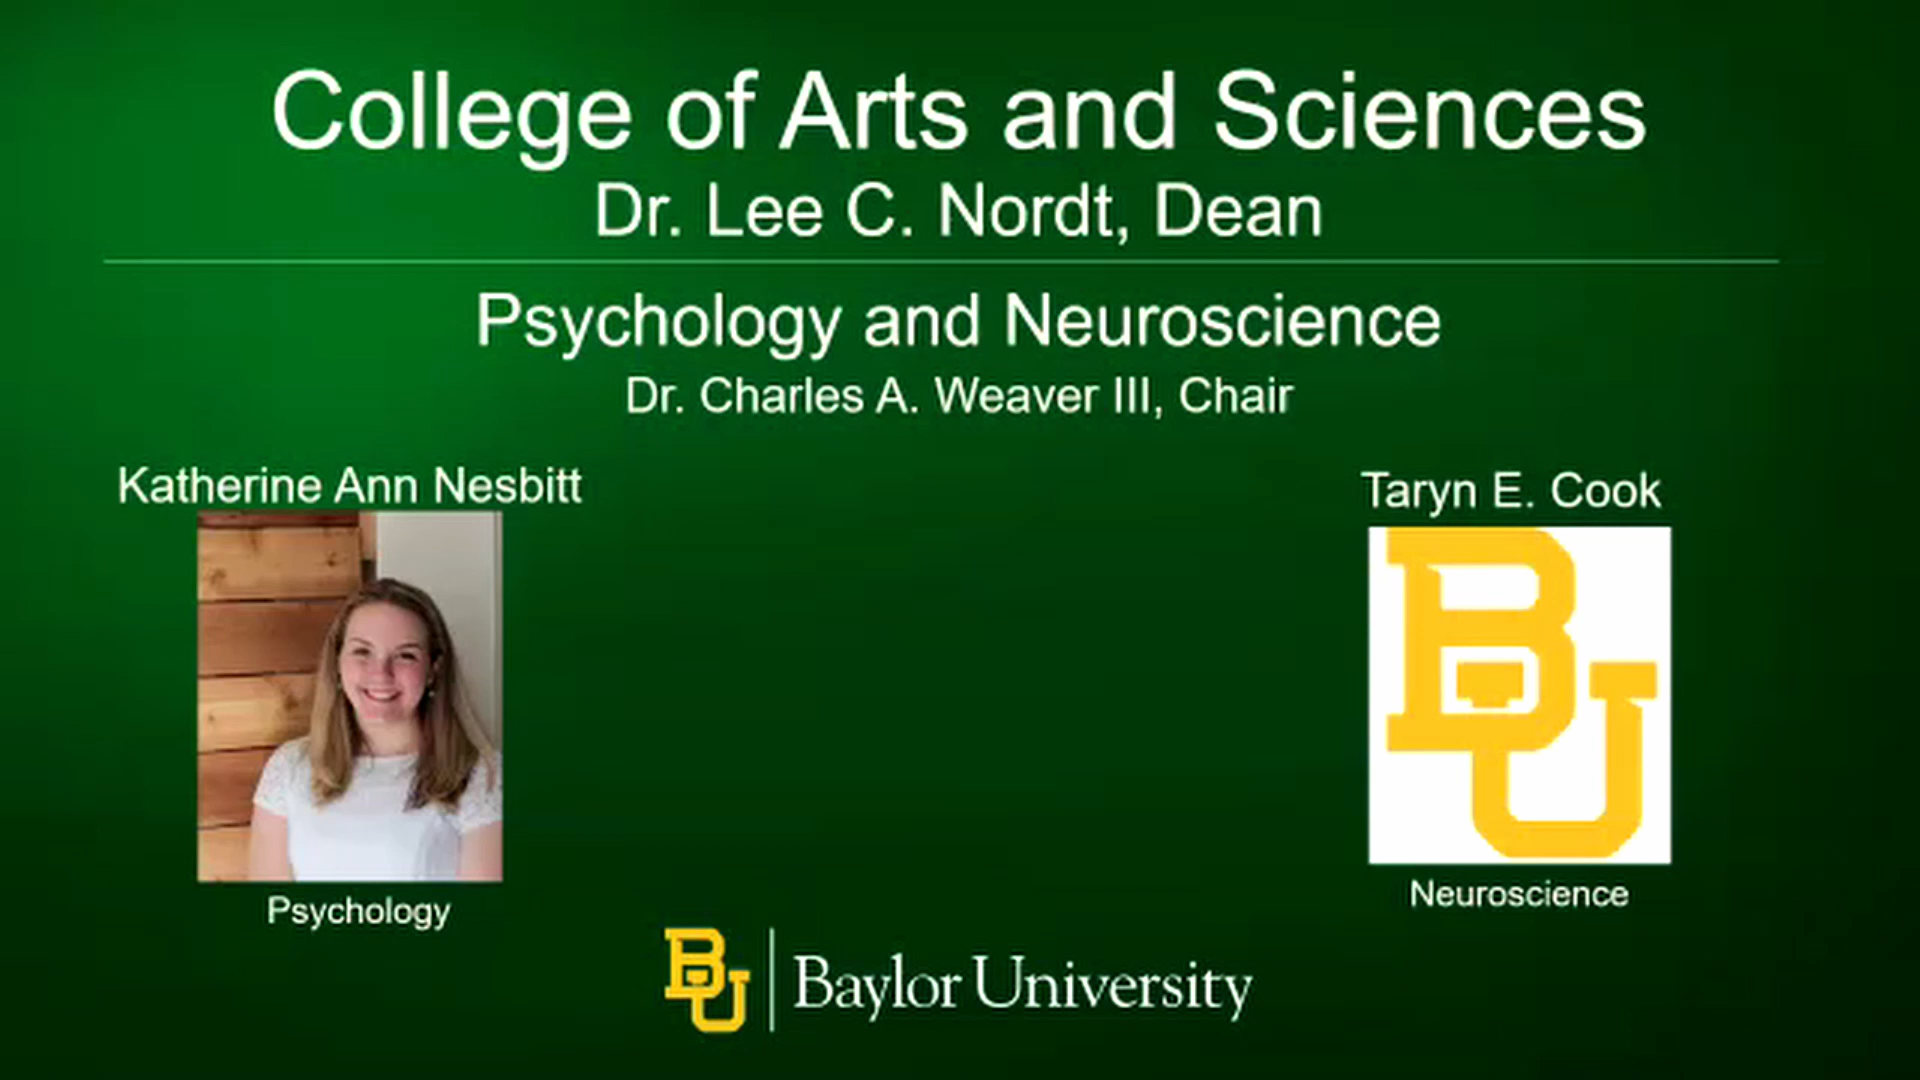 College of Arts and Sciences
Dr. Lee C. Nordt, Dean
Psychology and Neuroscience
Dr. Charles A. Weaver III, Chair
Katherine Ann Nesbitt
Taryn E. Cook
BU
Psychology
Neuroscience
BU Baylor University